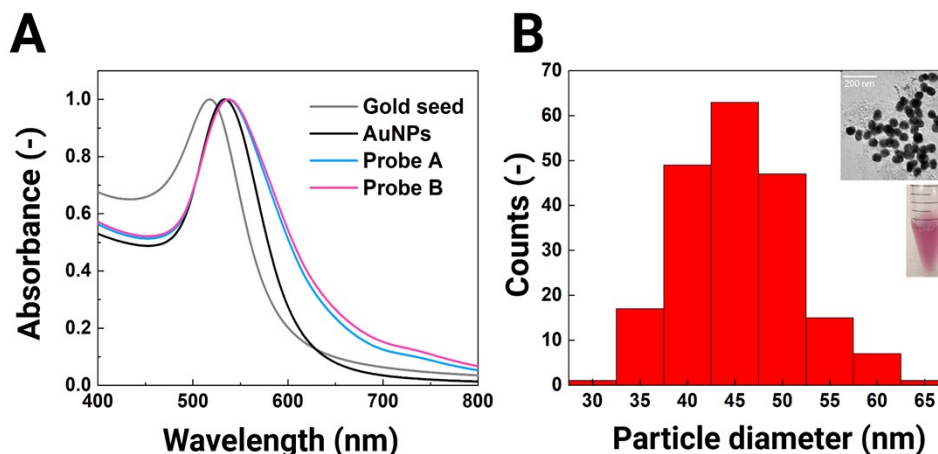 A
Absorbance (-)
1.0
0.8
0.6
0.4
0.2
0.0
400 500 600 700 800
Wavelength (nm)
Gold seed
AuNPs
Probe A
Probe B
B
Counts (-)
70
60
50
40
30
20
10
0
30 35 40 45 50 55 60 65
Particle diameter (nm)
200 nm